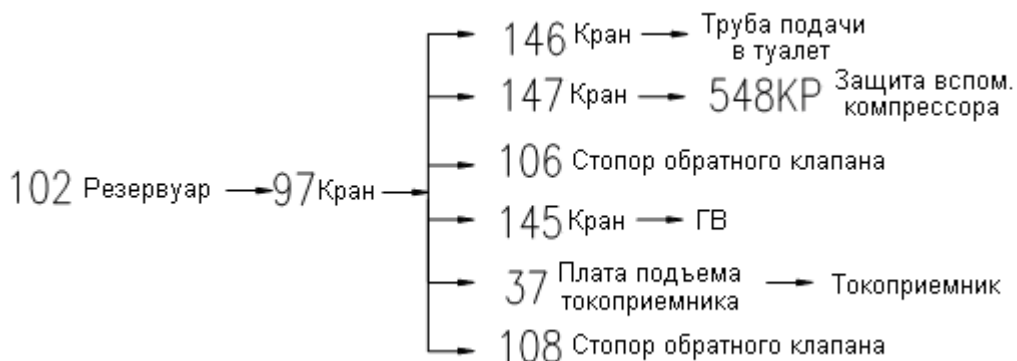 146 Кран Труба подачи
в туалет
147 Кран 548КР Защита вспом.
компрессора
106 Стопор обратного клапана
102 Резервуар 97 Кран
145 Кран ГВ
37 Плата подъема
токоприемника Токоприемник
108 Стопор обратного клапана